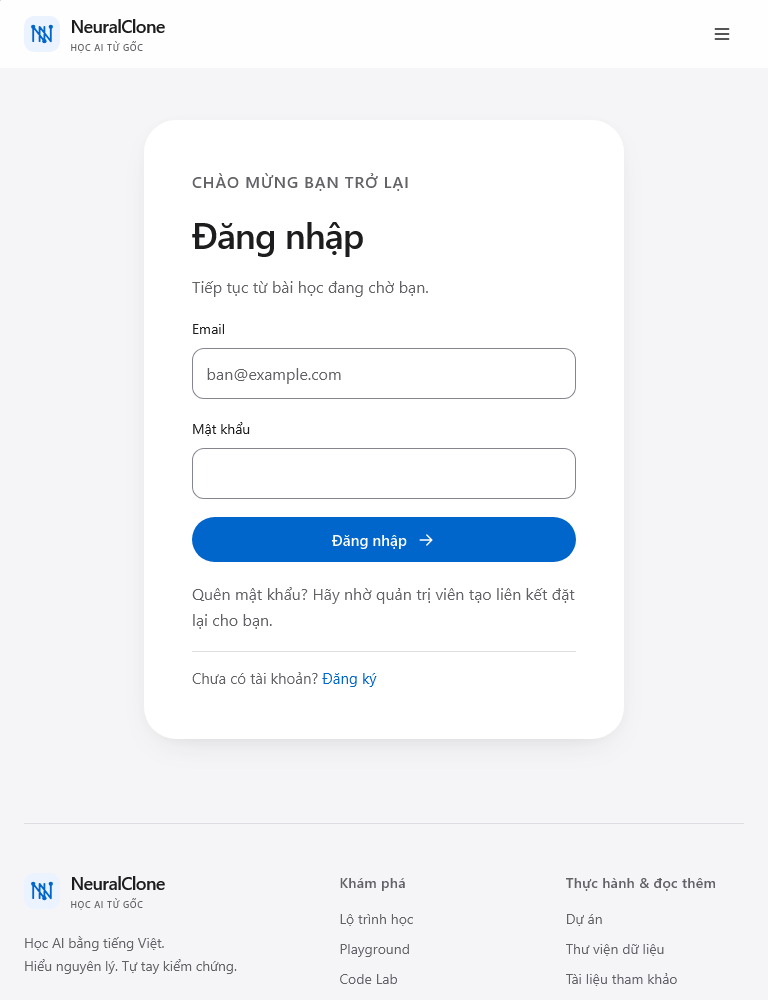 NeuralClone
HỌC AI TỪ GỐC
CHÀO MỪNG BẠN TRỞ LẠI
Đăng nhập
Tiếp tục từ bài học đang chờ bạn.
Email
ban@example.com
Mật khẩu
Đăng nhập →
Quên mật khẩu? Hãy nhờ quản trị viên tạo liên kết đặt
lại cho bạn.
Chưa có tài khoản? Đăng ký
NeuralClone
HỌC AI TỪ GỐC
Học AI bằng tiếng Việt.
Hiểu nguyên lý. Tự tay kiểm chứng.
Khám phá
Lộ trình học
Playground
Code Lab
Thực hành & đọc thêm
Dự án
Thư viện dữ liệu
Tài liệu tham khảo